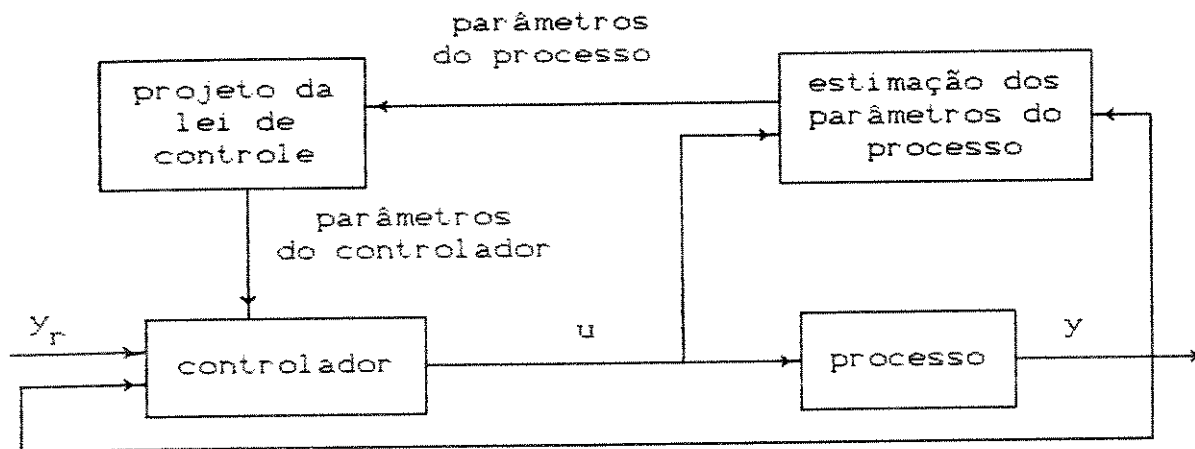 parâmetros
do processo
projeto da
lei de
controle
estimação dos
parâmetros do
processo
parâmetros
do controlador
y_r
controlador
u
processo
y